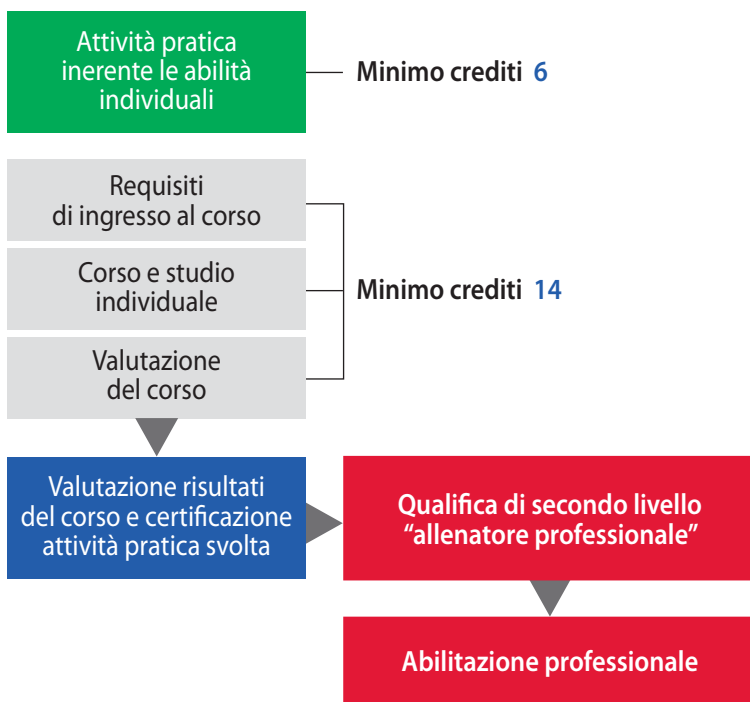 Attività pratica
inerente le abilità
individuali
Minimo crediti 6
Requisiti
di ingresso al corso
Corso e studio
individuale
Minimo crediti 14
Valutazione
del corso
Valutazione risultati
del corso e certificazione
attività pratica svolta
Qualifica di secondo livello
“allenatore professionale”
Abilitazione professionale